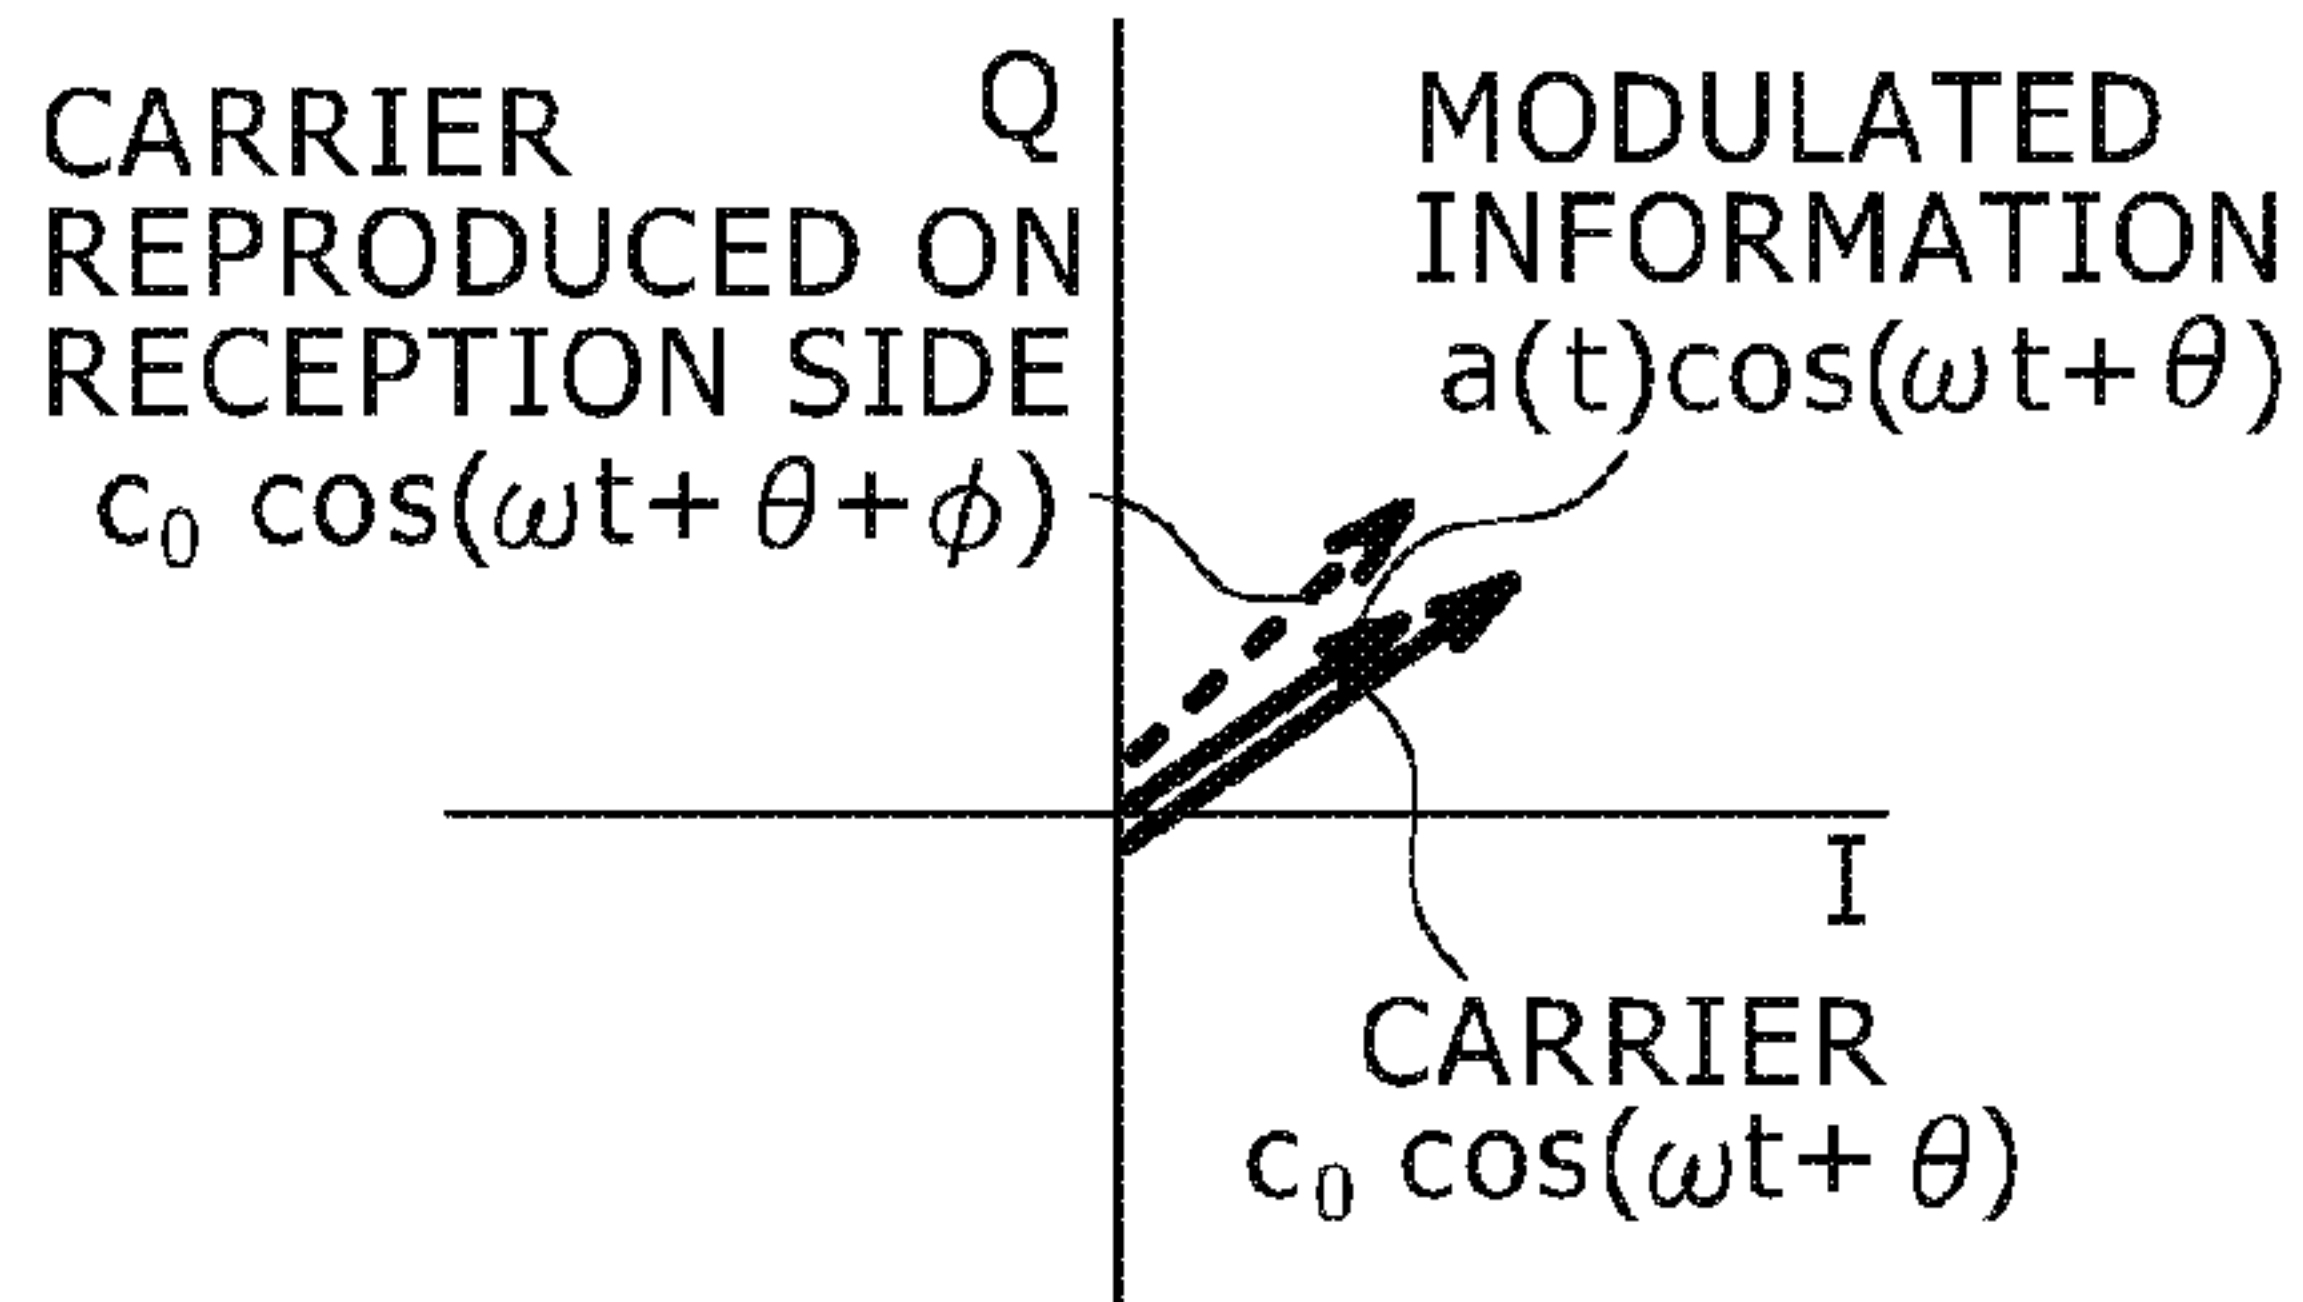 CARRIER
REPRODUCED ON
RECEPTION SIDE
c₀ cos(ωt+ θ+ϕ)
Q
MODULATED
INFORMATION
a(t)cos(ωt+ θ)
I
CARRIER
c₀ cos(ωt+ θ)